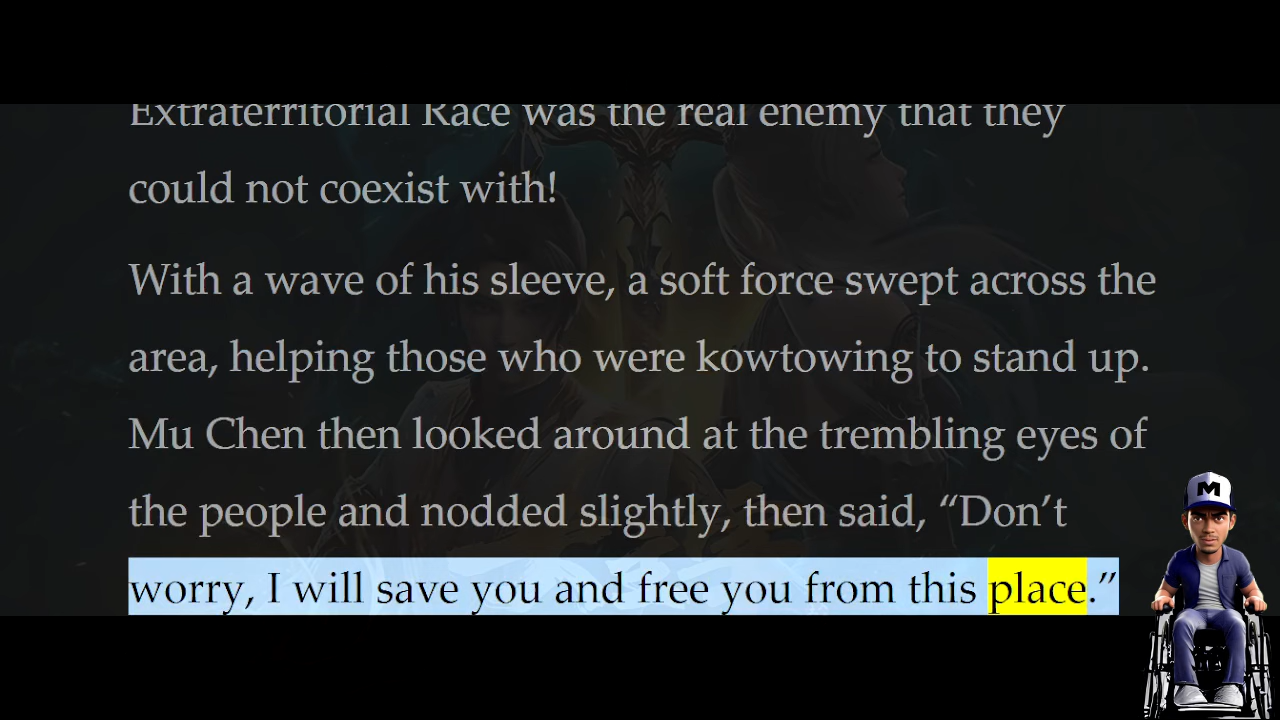 Extraterritorial Race was the real enemy that they
could not coexist with!
With a wave of his sleeve, a soft force swept across the
area, helping those who were kowtowing to stand up.
Mu Chen then looked around at the trembling eyes of
the people and nodded slightly, then said, “Don’t
worry, I will save you and free you from this place.”
M